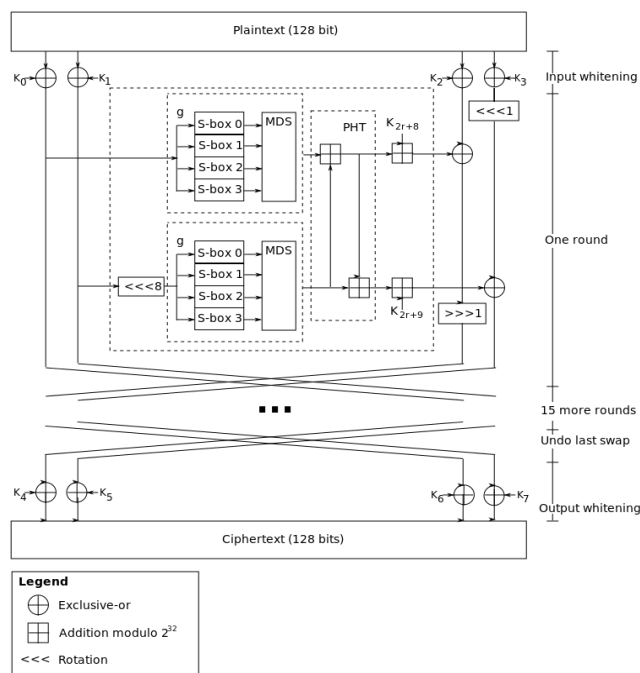 Plaintext (128 bit)
K0 K1 K2 K3 Input whitening
<<<1
g S-box 0 MDS PHT K2r+8
S-box 1
S-box 2
S-box 3
One round
g S-box 0 MDS
S-box 1
<<<8
S-box 2
K2r+9 >>>1
S-box 3
15 more rounds
Undo last swap
K4 K5 K6 K7 Output whitening
Ciphertext (128 bits)
Legend
Exclusive-or
Addition modulo 2^32
<<< Rotation